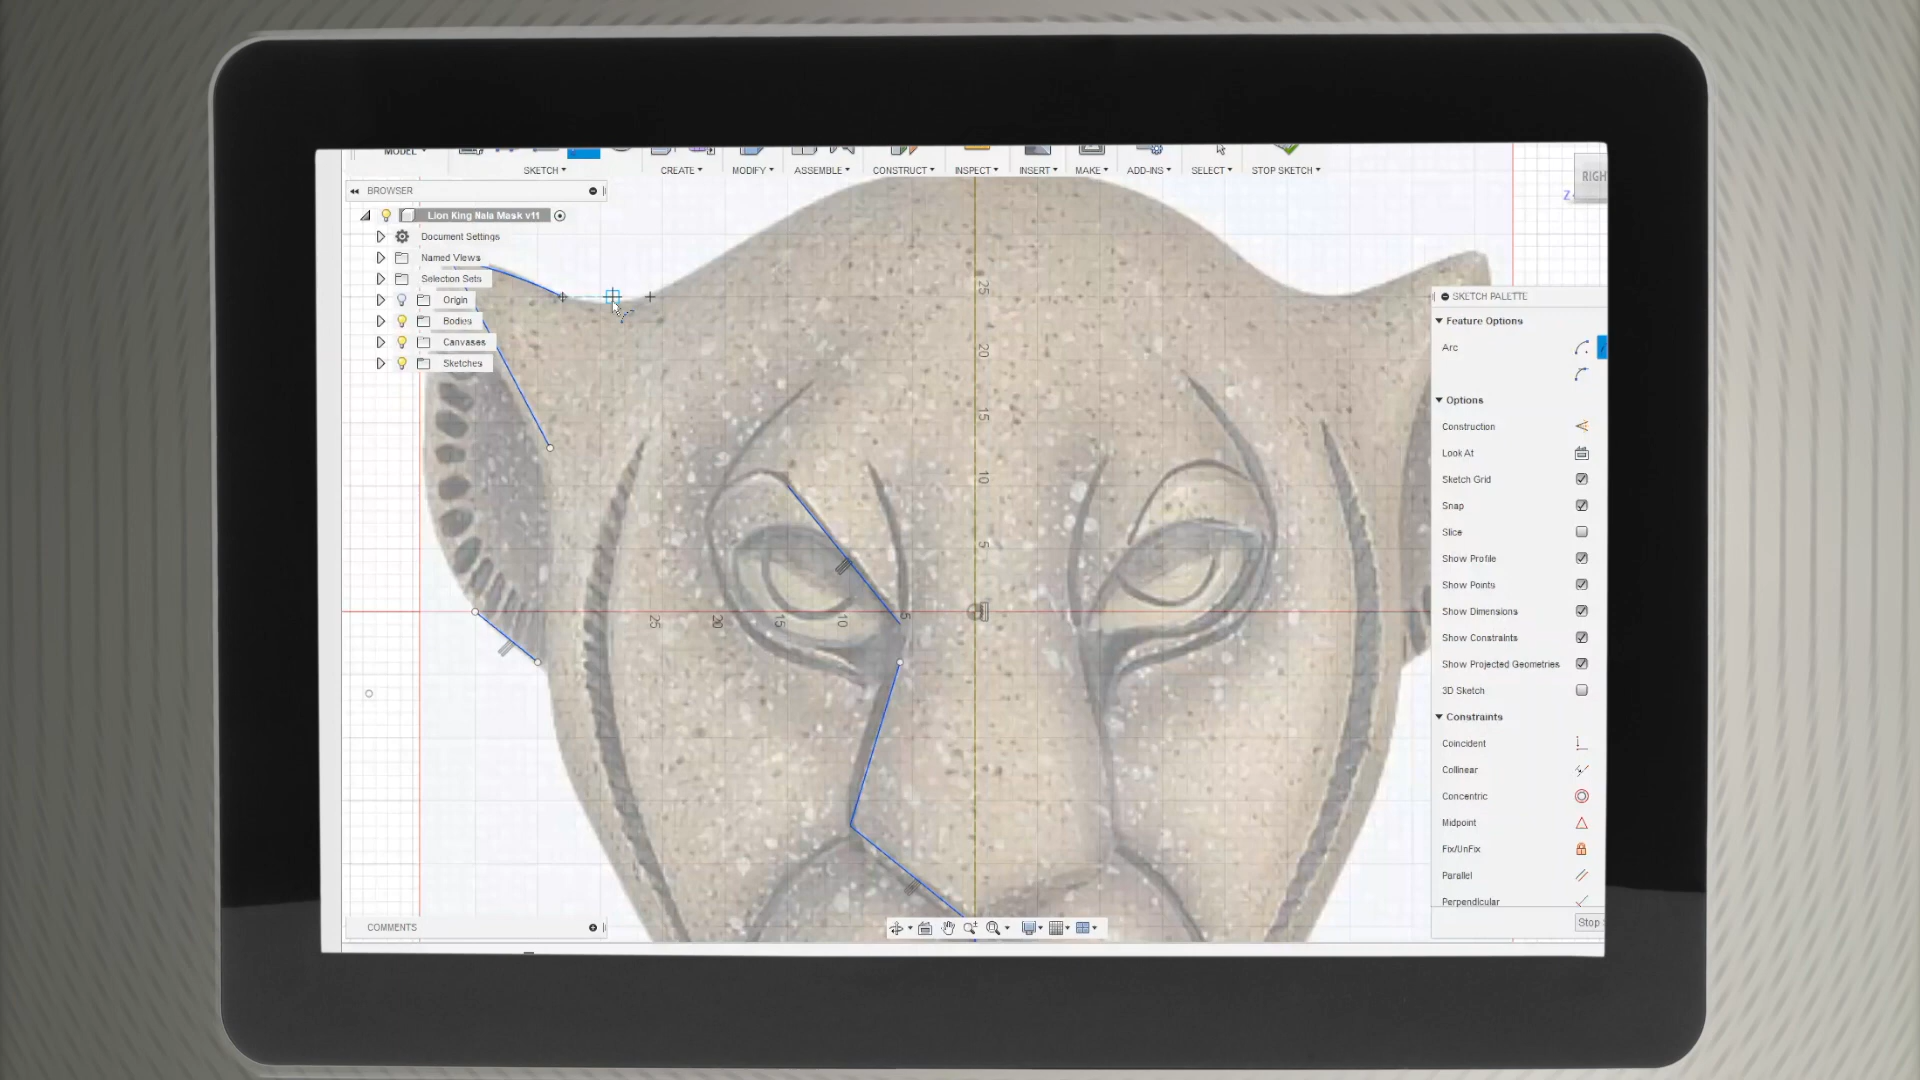 MODEL
SKETCH
CREATE
MODIFY
ASSEMBLE
CONSTRUCT
INSPECT
INSERT
MAKE
ADD-INS
SELECT
STOP SKETCH
BROWSER
RIGH
Z
Lion King Nala Mask v11
Document Settings
Named Views
Selection Sets
Origin
Bodies
Canvases
Sketches
25
20
15
10
5
25
20
15
10
5
SKETCH PALETTE
Feature Options
Arc
Options
Construction
Look At
Sketch Grid
Snap
Slice
Show Profile
Show Points
Show Dimensions
Show Constraints
Show Projected Geometries
3D Sketch
Constraints
Coincident
Collinear
Concentric
Midpoint
Fix/UnFix
Parallel
Perpendicular
Stop
COMMENTS